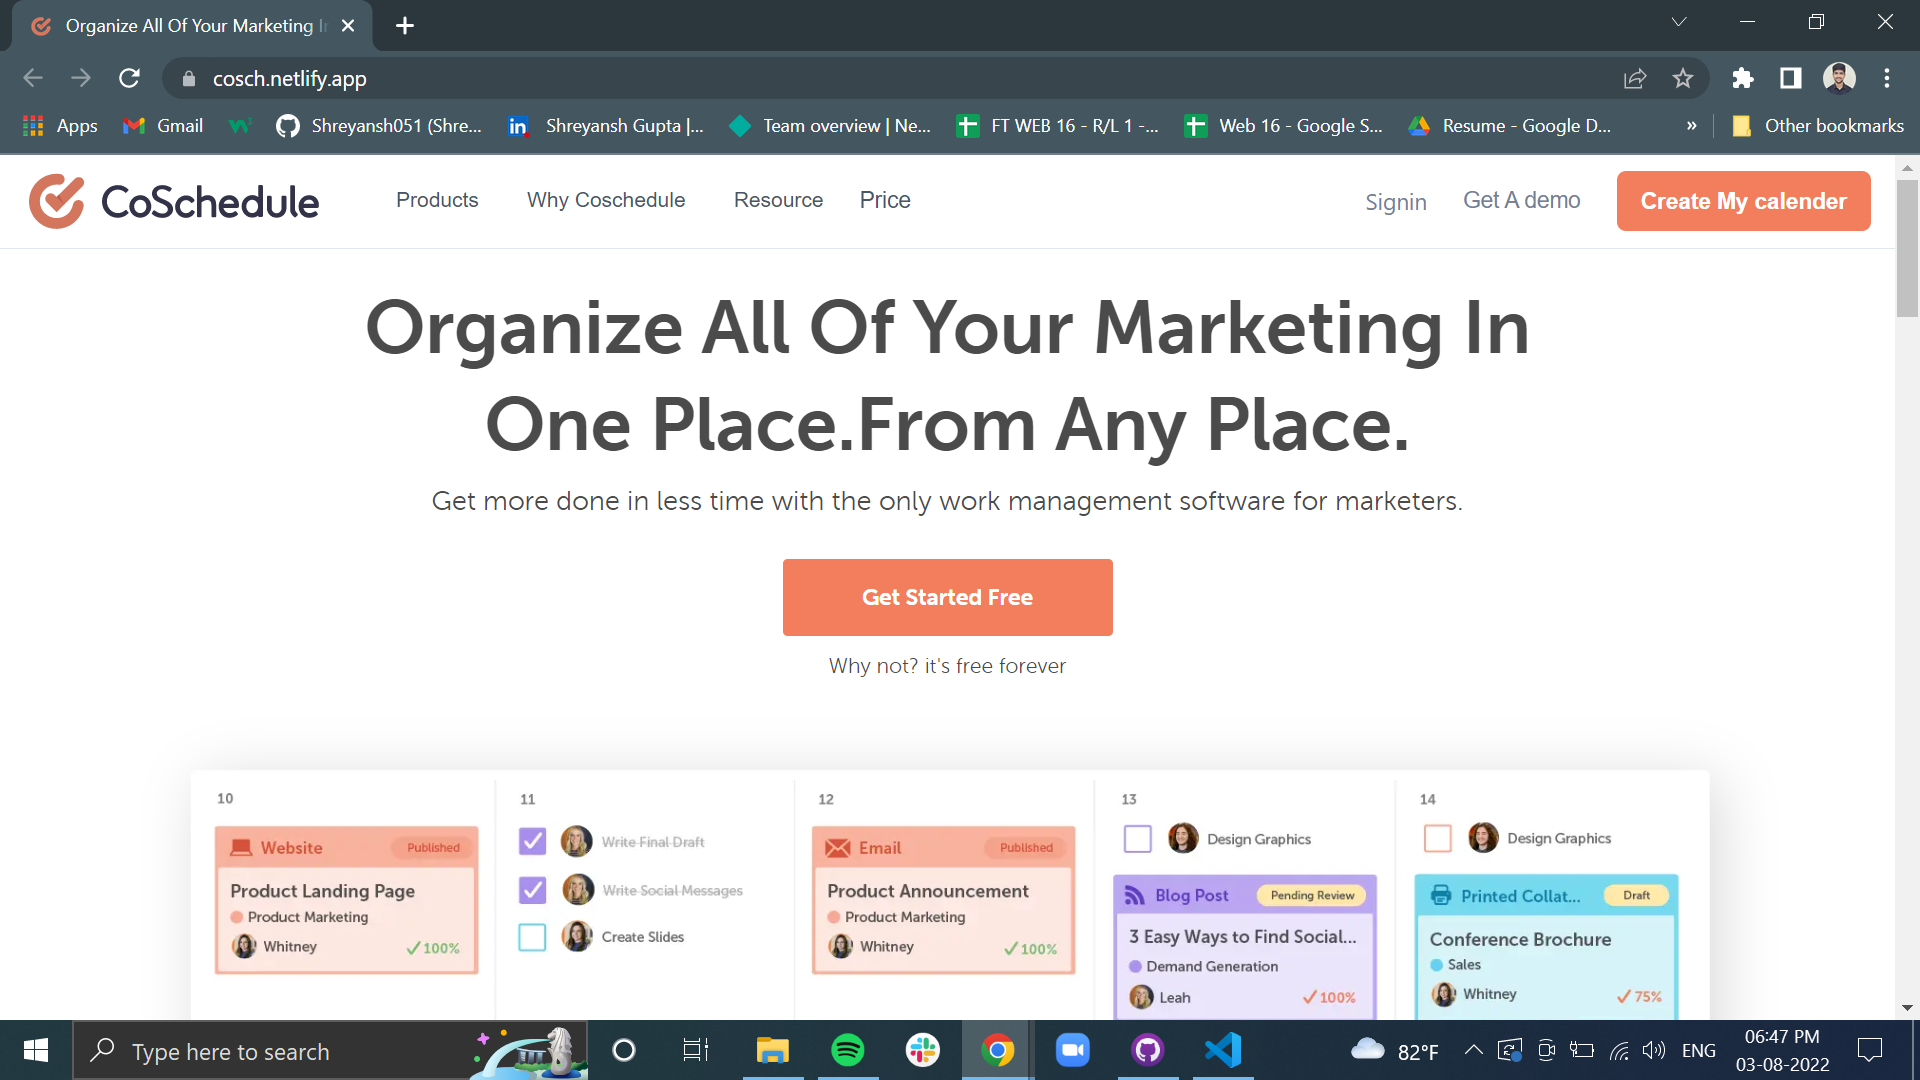 Organize All Of Your Marketing In
cosch.netlify.app
Apps
Gmail
Shreyansh051 (Shre...
Shreyansh Gupta |...
Team overview | Ne...
FT WEB 16 - R/L 1 -...
Web 16 - Google S...
Resume - Google D...
»
Other bookmarks
CoSchedule
Products
Why Coschedule
Resource
Price
Signin
Get A demo
Create My calender
Organize All Of Your Marketing In
One Place.From Any Place.
Get more done in less time with the only work management software for marketers.
Get Started Free
Why not? it's free forever
10
Website
Published
Product Landing Page
Product Marketing
Whitney
✓100%
11
Write Final Draft
Write Social Messages
Create Slides
12
Email
Published
Product Announcement
Product Marketing
Whitney
✓100%
13
Design Graphics
Blog Post
Pending Review
3 Easy Ways to Find Social...
Demand Generation
Leah
✓100%
14
Design Graphics
Printed Collat...
Draft
Conference Brochure
Sales
Whitney
✓75%
Type here to search
82°F
ENG
06:47 PM
03-08-2022